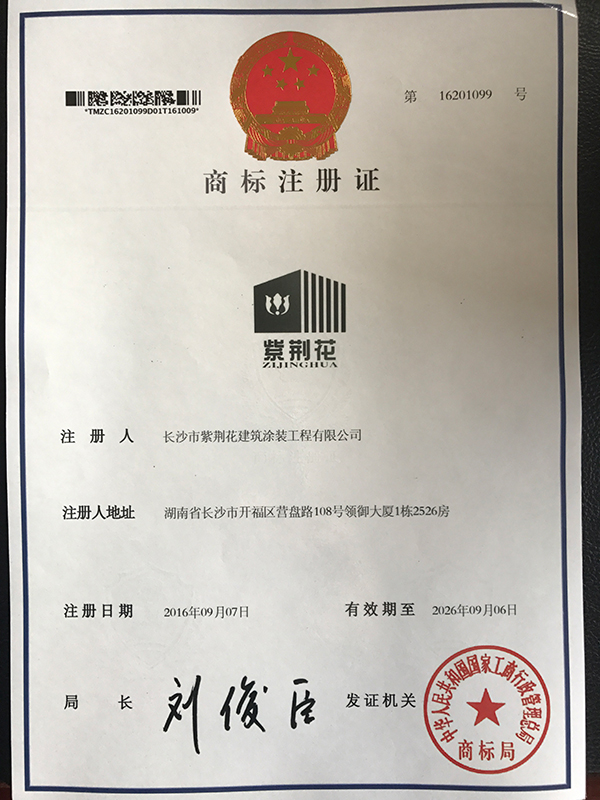 *TMZC16201099D01T161009*
第 16201099 号
商标注册证
紫荆花
ZIJINGHUA
注册人 长沙市紫荆花建筑涂装工程有限公司
注册人地址 湖南省长沙市开福区营盘路108号领御大厦1栋2526房
注册日期 2016年09月07日 有效期至 2026年09月06日
局长 刘俊臣 发证机关
中华人民共和国国家工商行政管理总局
商标局